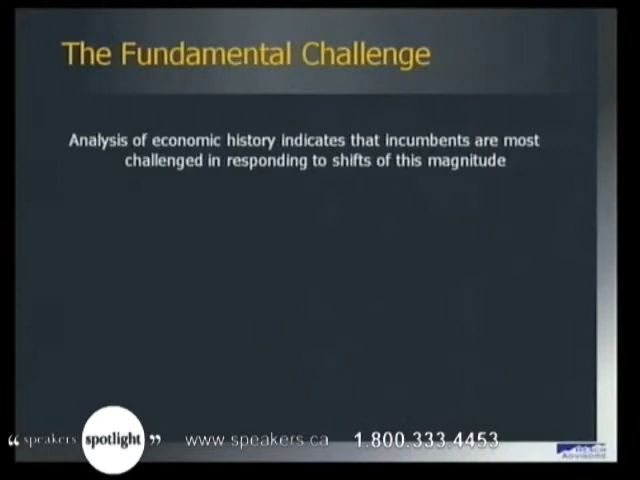 The Fundamental Challenge
Analysis of economic history indicates that incumbents are most
challenged in responding to shifts of this magnitude
“ speakers spotlight ” www.speakers.ca 1.800.333.4453